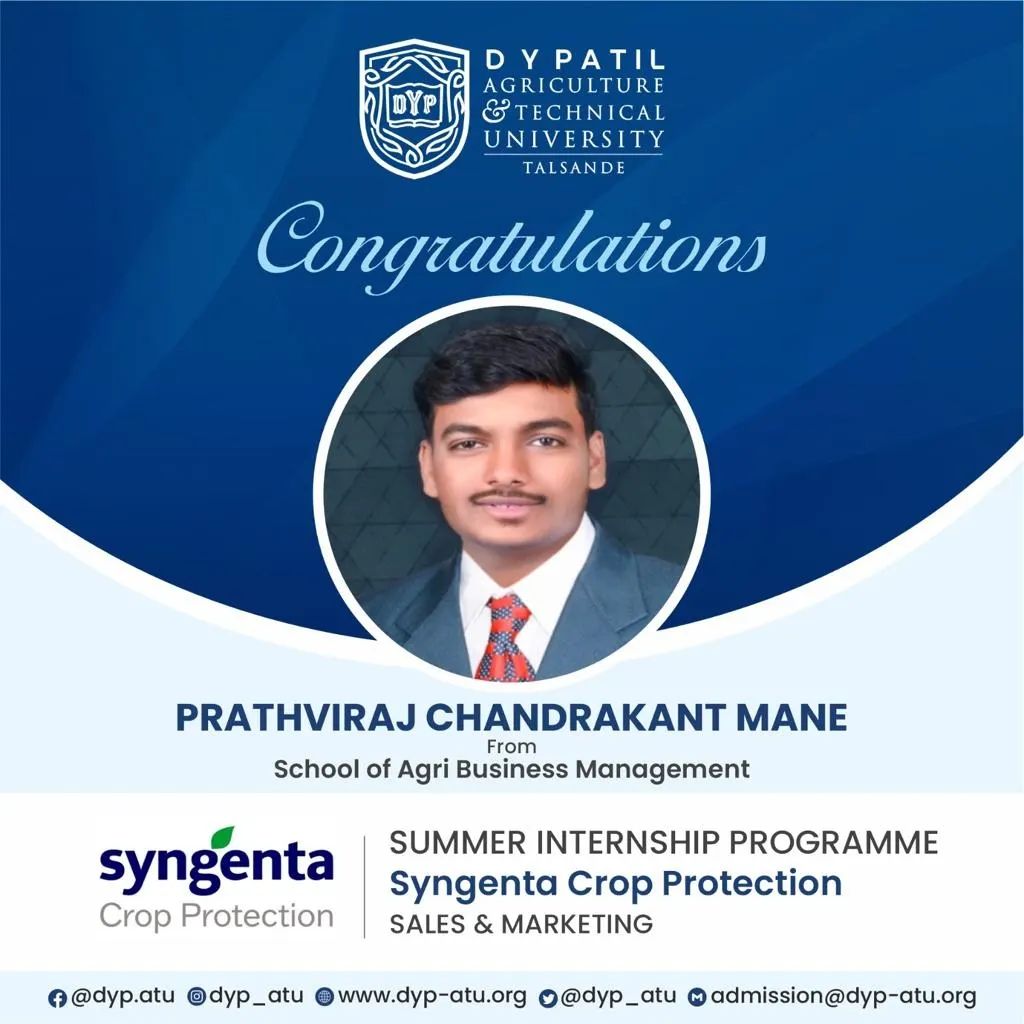 DYP
D Y PATIL
AGRICULTURE
& TECHNICAL
UNIVERSITY
TALSANDE
Congratulations
PRATHVIRAJ CHANDRAKANT MANE
From
School of Agri Business Management
syngenta
Crop Protection
SUMMER INTERNSHIP PROGRAMME
Syngenta Crop Protection
SALES & MARKETING
@dyp.atu @dyp_atu www.dyp-atu.org @dyp_atu admission@dyp-atu.org